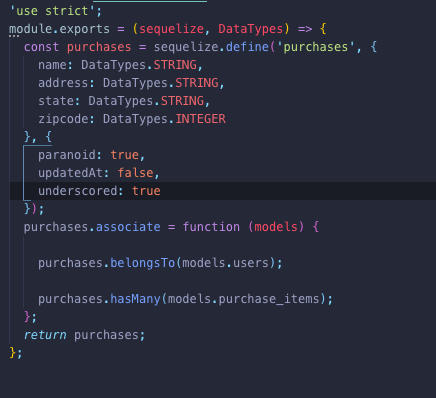 'use strict';
module.exports = (sequelize, DataTypes) => {
  const purchases = sequelize.define('purchases', {
    name: DataTypes.STRING,
    address: DataTypes.STRING,
    state: DataTypes.STRING,
    zipcode: DataTypes.INTEGER
  }, {
    paranoid: true,
    updatedAt: false,
    underscored: true
  });
  purchases.associate = function (models) {
    purchases.belongsTo(models.users);
    purchases.hasMany(models.purchase_items);
  };
  return purchases;
};